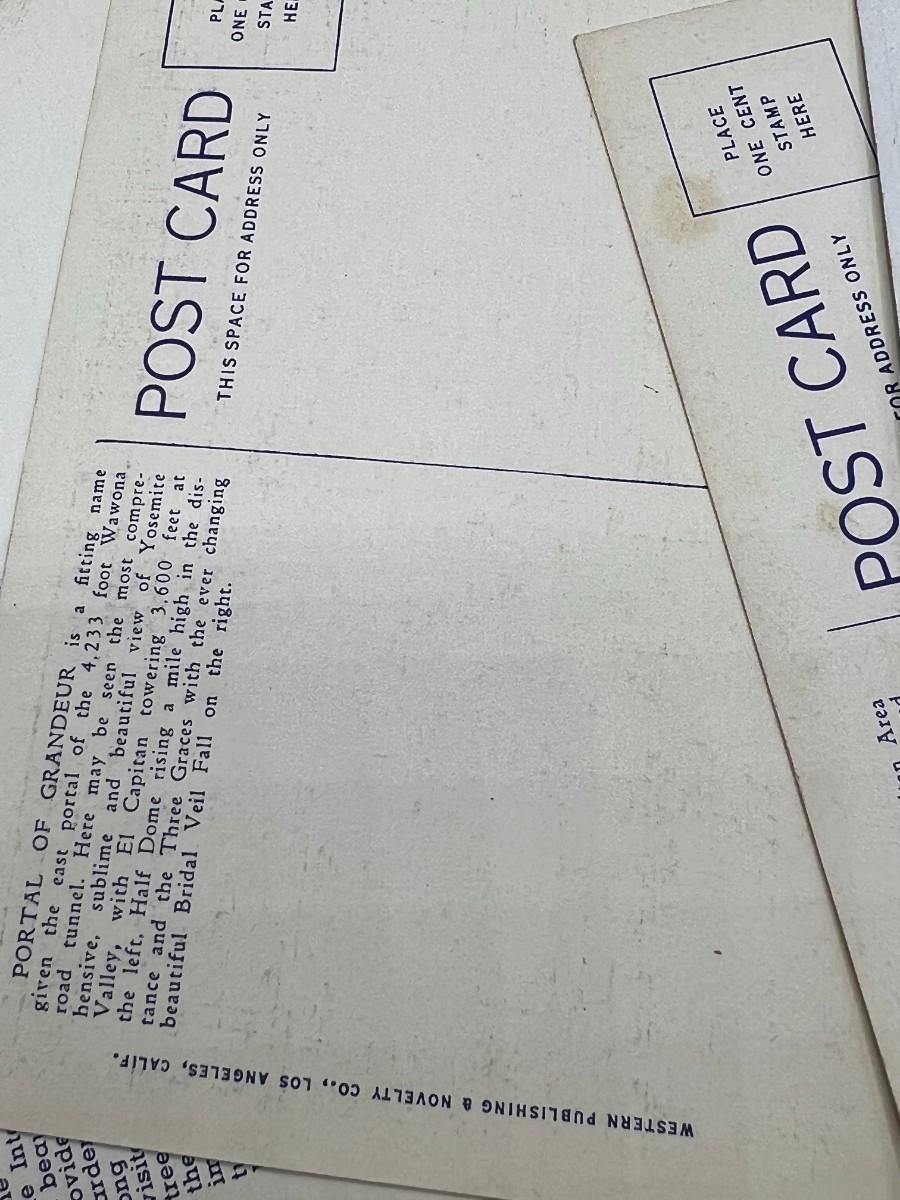 PORTAL OF GRANDEUR is a fitting name
given the east portal of the 4,233 foot Wawona
road tunnel. Here may be seen the most compre-
hensive, sublime and beautiful view of Yosemite
Valley, with El Capitan towering 3,600 feet at
the left, Half Dome rising a mile high in the dis-
tance and the Three Graces with the ever changing
beautiful Bridal Veil Fall on the right.
WESTERN PUBLISHING & NOVELTY CO., LOS ANGELES, CALIF.
POST CARD
THIS SPACE FOR ADDRESS ONLY
ONE
HE
PLACE
ONE CENT
STAMP
HERE
POST CARD
FOR ADDRESS ONLY
Area